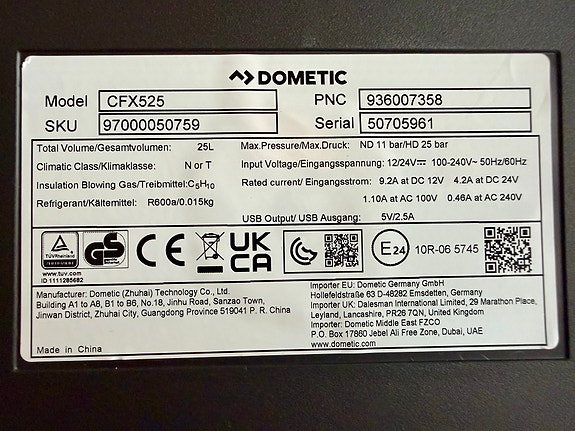 DOMETIC
Model CFX525 PNC 936007358
SKU 97000050759 Serial 50705961
Total Volume/Gesamtvolumen: 25L Max.Pressure/Max.Druck: ND 11 bar/HD 25 bar
Climatic Class/Klimaklasse: N or T Input Voltage/Eingangsspannung: 12/24V⎓ 100-240V~ 50Hz/60Hz
Insulation Blowing Gas/Treibmittel:C₅H₁₀ Rated current/ Eingangsstrom: 9.2A at DC 12V 4.2A at DC 24V
Refrigerant/Kältemittel: R600a/0.015kg 1.10A at AC 100V 0.46A at AC 240V
USB Output/ USB Ausgang: 5V/2.5A
TÜVRheinland
www.tuv.com
ID 1111285682
GS
CE
UK
CA
E24 10R-06 5745
Manufacturer: Dometic (Zhuhai) Technology Co., Ltd.
Building A1 to A8, B1 to B6, No.18, Jinhu Road, Sanzao Town,
Jinwan District, Zhuhai City, Guangdong Province 519041 P. R. China
Made in China
Importer EU: Dometic Germany GmbH
Hollefeldstraße 63 D-48282 Emsdetten, Germany
Importer UK: Dalesman International Limited, 29 Marathon Place,
Leyland, Lancashire, PR26 7QN, United Kingdom
Importer: Dometic Middle East FZCO
P.O. Box 17860 Jebel Ali Free Zone, Dubai, UAE
www.dometic.com